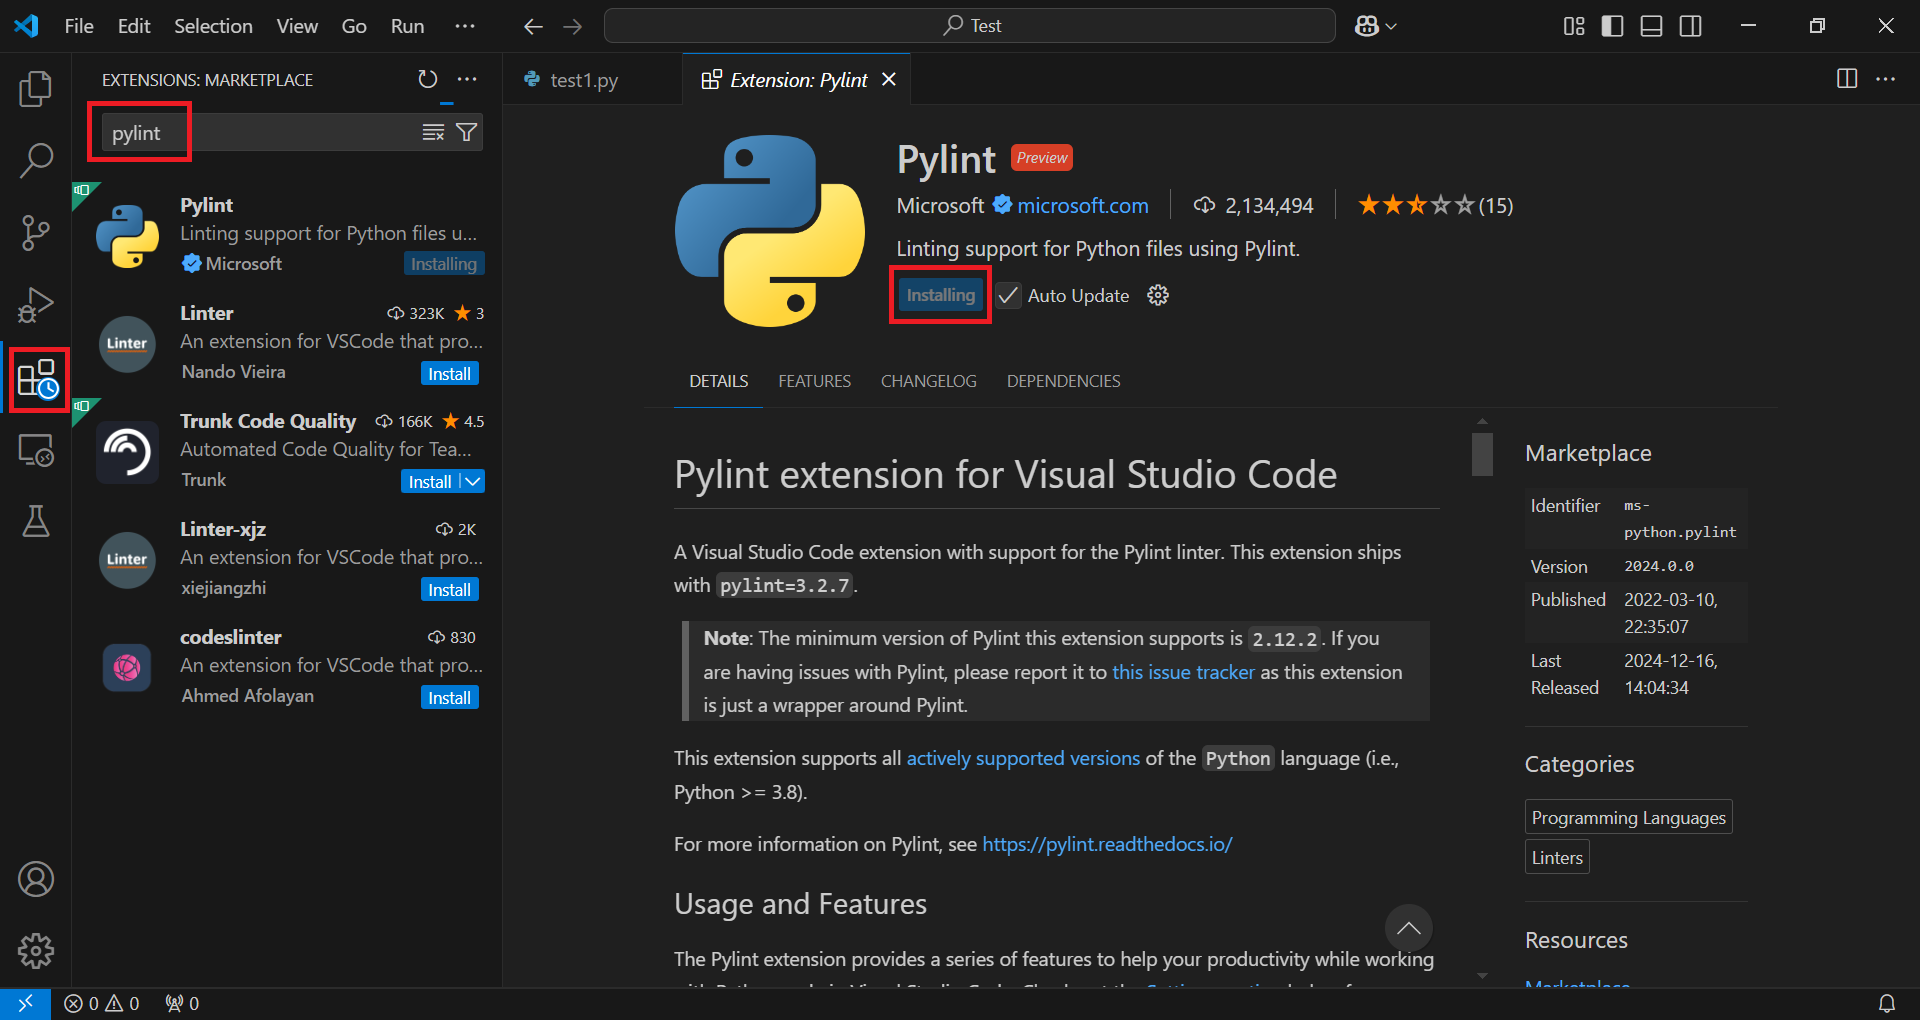 File Edit Selection View Go Run ···
Test
EXTENSIONS: MARKETPLACE
pylint
Pylint
Linting support for Python files u...
Microsoft
Installing
Linter
323K
3
An extension for VSCode that pro...
Nando Vieira
Install
Linter
Trunk Code Quality
166K
4.5
Automated Code Quality for Tea...
Trunk
Install
Linter-xjz
2K
An extension for VSCode that pro...
xiejiangzhi
Install
Linter
codeslinter
830
An extension for VSCode that pro...
Ahmed Afolayan
Install
test1.py
Extension: Pylint
Pylint
Preview
Microsoft
microsoft.com
2,134,494
(15)
Linting support for Python files using Pylint.
Installing
Auto Update
DETAILS
FEATURES
CHANGELOG
DEPENDENCIES
Pylint extension for Visual Studio Code
A Visual Studio Code extension with support for the Pylint linter. This extension ships
with pylint=3.2.7.
Note: The minimum version of Pylint this extension supports is 2.12.2. If you
are having issues with Pylint, please report it to this issue tracker as this extension
is just a wrapper around Pylint.
This extension supports all actively supported versions of the Python language (i.e.,
Python >= 3.8).
For more information on Pylint, see https://pylint.readthedocs.io/
Usage and Features
The Pylint extension provides a series of features to help your productivity while working
Marketplace
Identifier
ms-
python.pylint
Version
2024.0.0
Published
2022-03-10,
22:35:07
Last
Released
2024-12-16,
14:04:34
Categories
Programming Languages
Linters
Resources
Marketplace
0
0
0